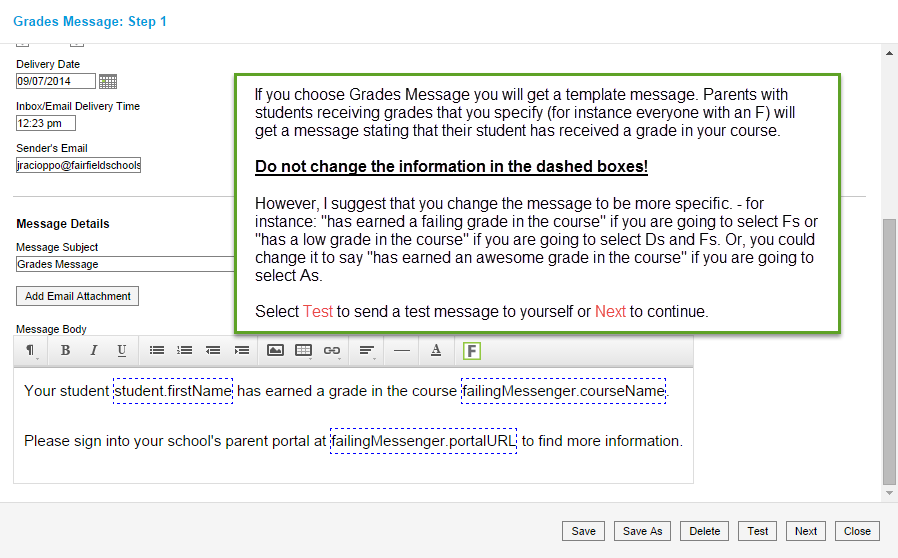 Grades Message: Step 1
Delivery Date
09/07/2014
Inbox/Email Delivery Time
12:23 pm
Sender's Email
jracioppo@fairfieldschools
If you choose Grades Message you will get a template message. Parents with
students receiving grades that you specify (for instance everyone with an F) will
get a message stating that their student has received a grade in your course.
Do not change the information in the dashed boxes!
However, I suggest that you change the message to be more specific. - for
instance: "has earned a failing grade in the course" if you are going to select Fs or
"has a low grade in the course" if you are going to select Ds and Fs. Or, you could
change it to say "has earned an awesome grade in the course" if you are going to
select As.
Select Test to send a test message to yourself or Next to continue.
Message Details
Message Subject
Grades Message
Add Email Attachment
Message Body
¶ B I U A F
Your student student.firstName has earned a grade in the course failingMessenger.courseName.
Please sign into your school's parent portal at failingMessenger.portalURL to find more information.
Save Save As Delete Test Next Close